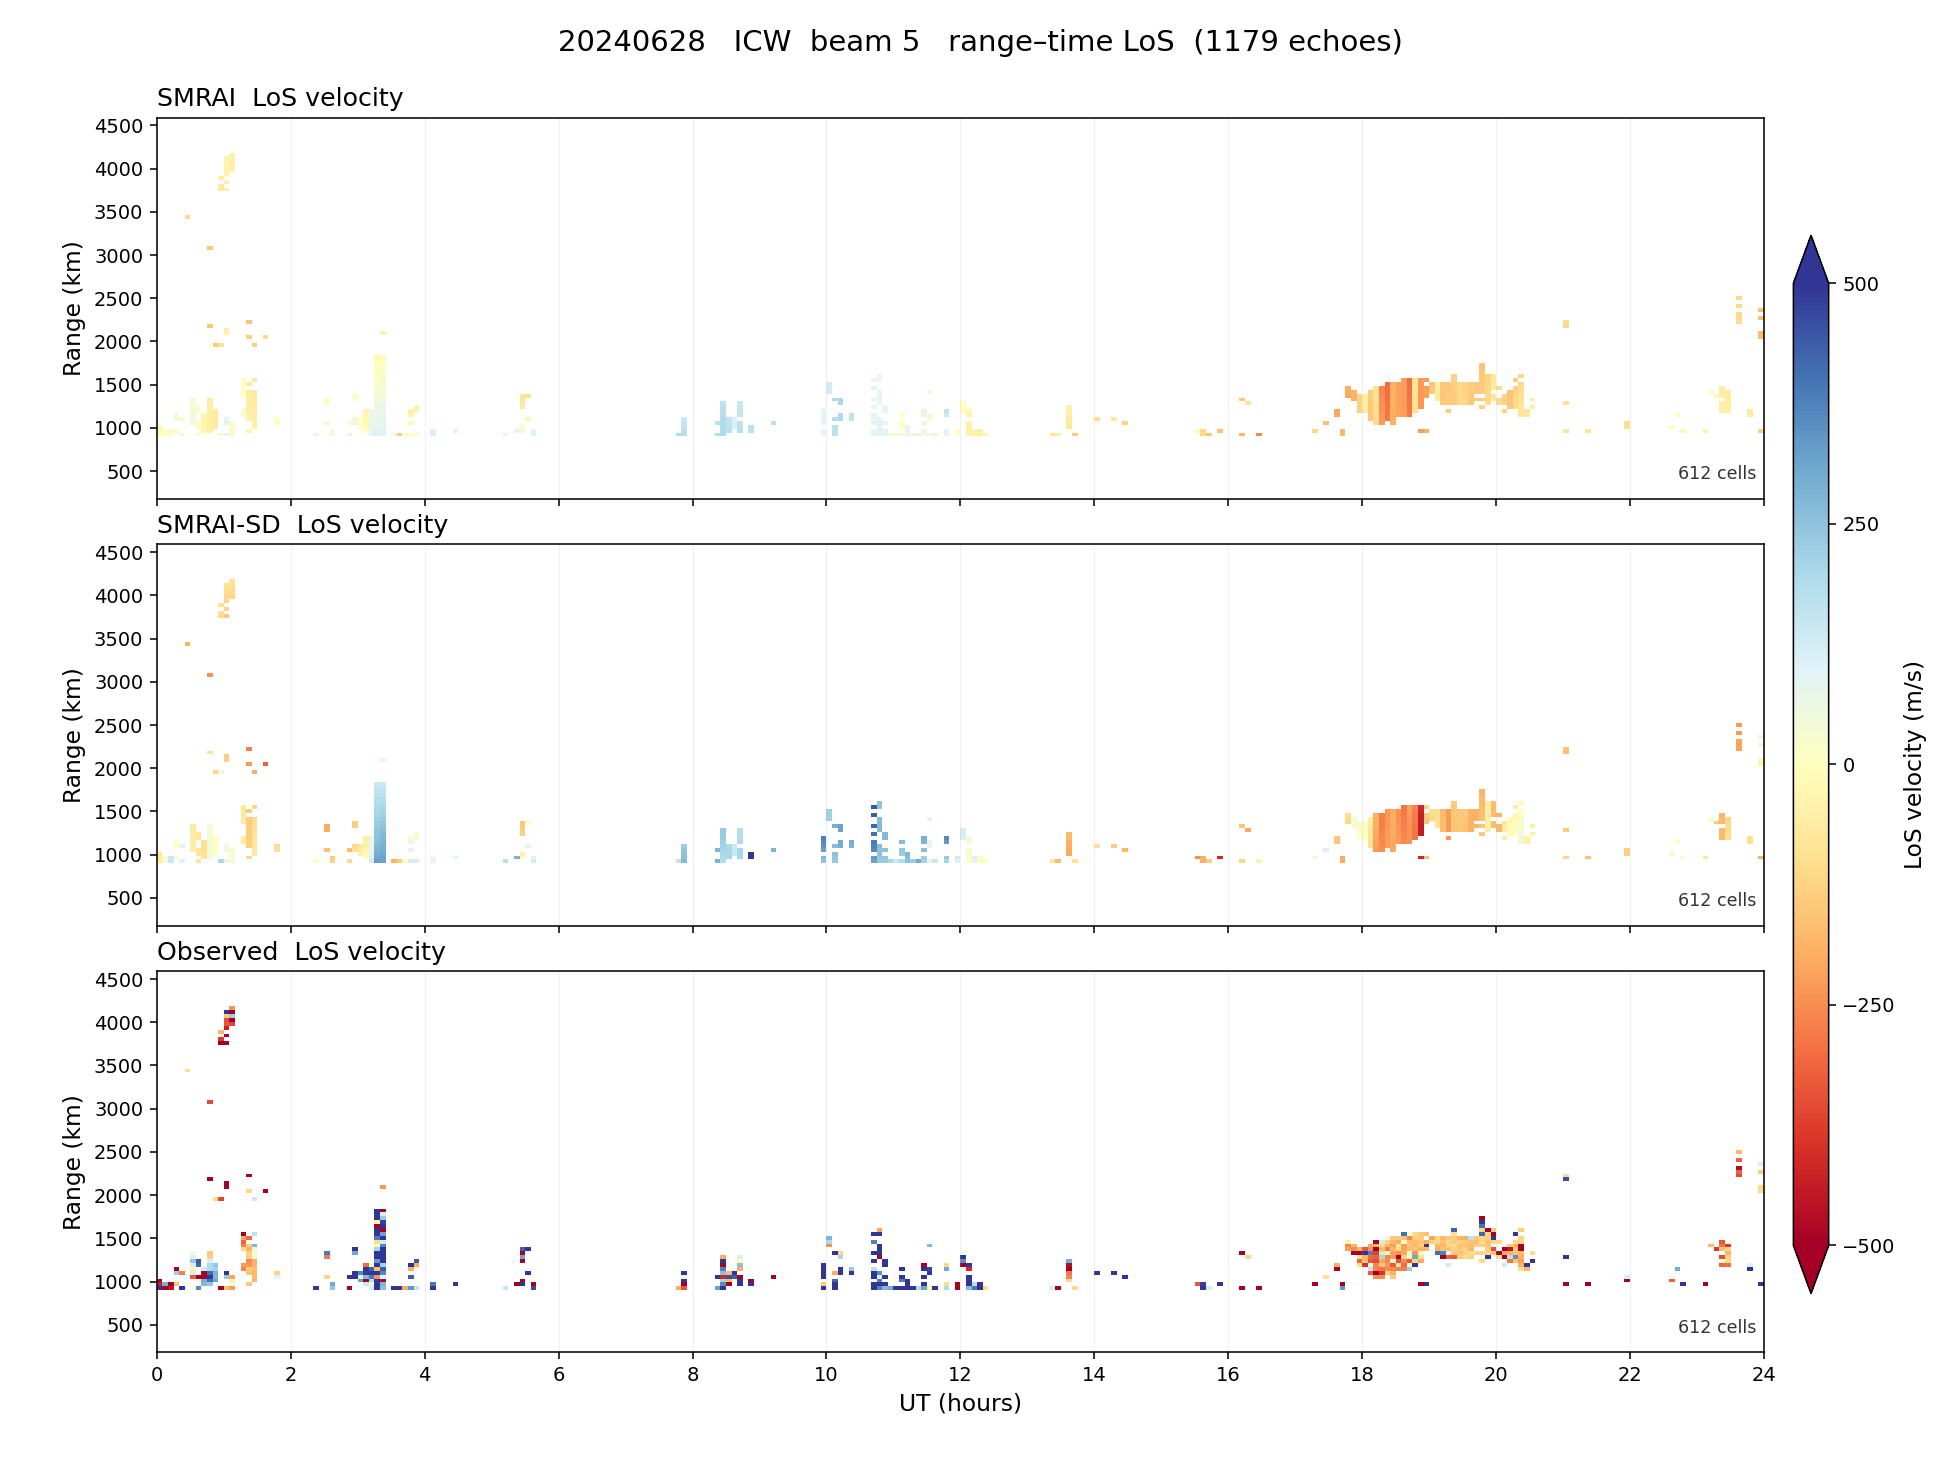 20240628   ICW  beam 5   range–time LoS  (1179 echoes)
SMRAI  LoS velocity
4500
4000
3500
3000
2500
2000
1500
1000
500
Range (km)
612 cells
SMRAI-SD  LoS velocity
4500
4000
3500
3000
2500
2000
1500
1000
500
Range (km)
612 cells
Observed  LoS velocity
4500
4000
3500
3000
2500
2000
1500
1000
500
Range (km)
612 cells
0 2 4 6 8 10 12 14 16 18 20 22 24
UT (hours)
500
250
0
−250
−500
LoS velocity (m/s)